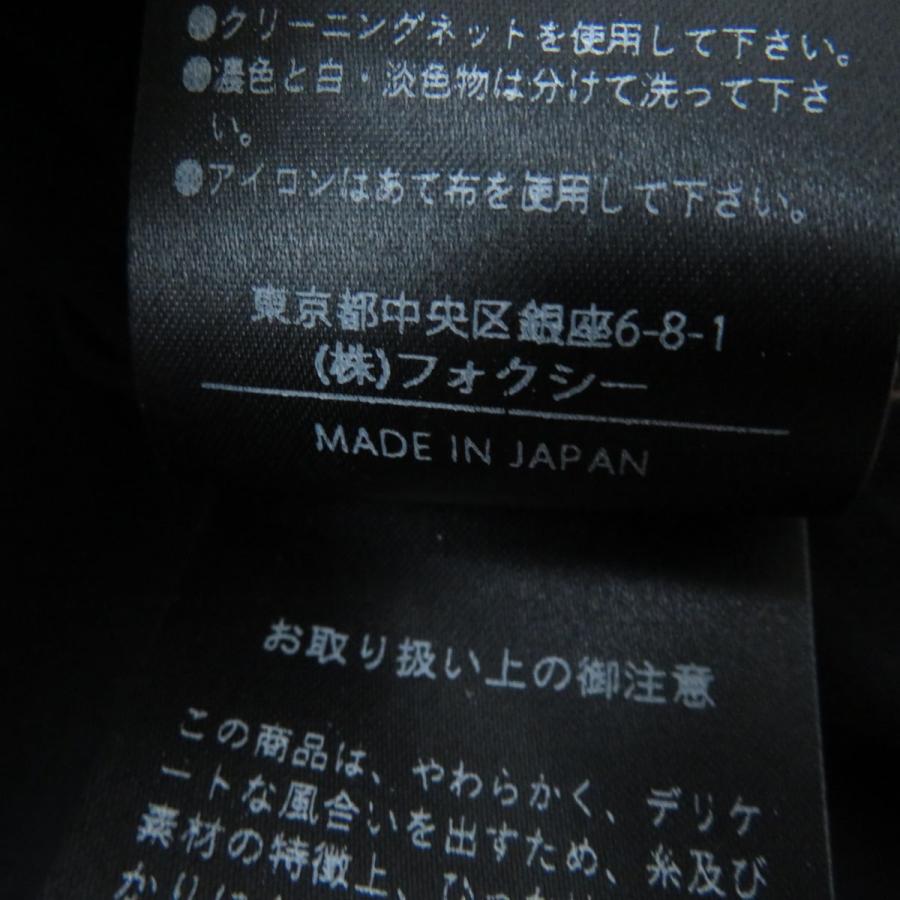 ●クリーニングネットを使用して下さい。
●濃色と白・淡色物は分けて洗って下さ
い。
●アイロンはあて布を使用して下さい。
東京都中央区銀座6-8-1
(株)フォクシー
MADE IN JAPAN
お取り扱い上の御注意
この商品は、やわらかく、デリケ
ートな風合いを出すため、糸及び
素材の特徴上、ひっ